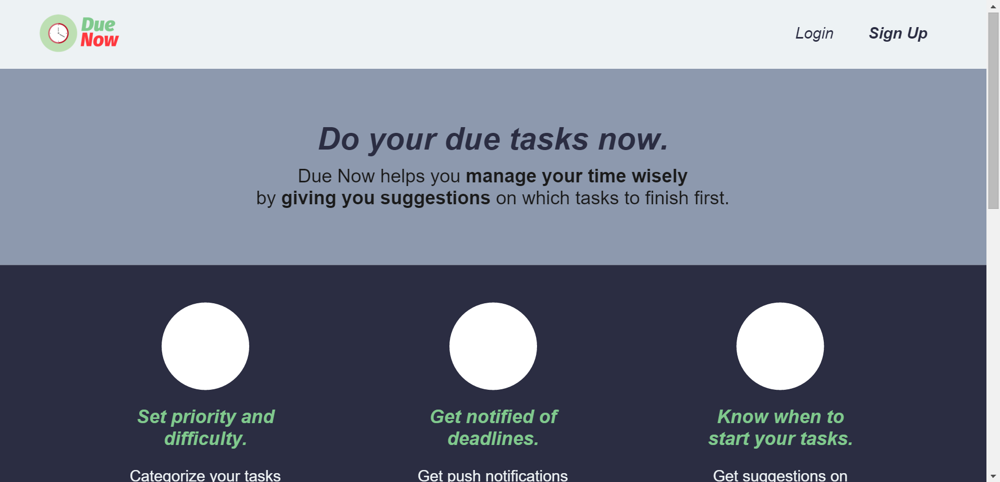 Due
Now
Login
Sign Up
Do your due tasks now.
Due Now helps you manage your time wisely
by giving you suggestions on which tasks to finish first.
Set priority and
difficulty.
Get notified of
deadlines.
Know when to
start your tasks.
Categorize your tasks
Get push notifications
Get suggestions on